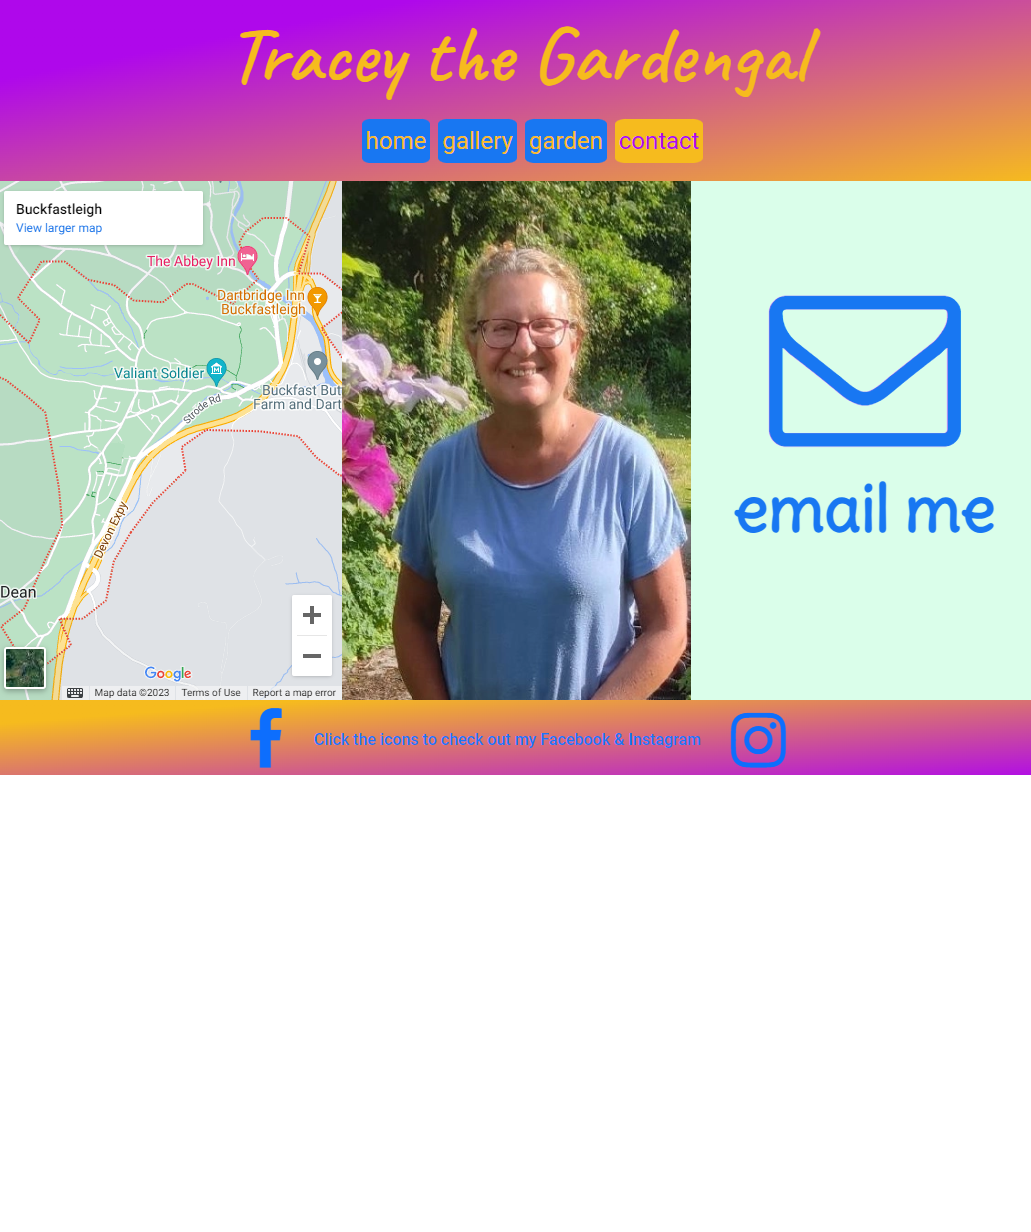 Tracey the Gardengal
home gallery garden contact
Buckfastleigh
View larger map
The Abbey Inn
Dartbridge Inn
Buckfastleigh
Valiant Soldier
Buckfast But
Farm and Dart
Strode Rd
Devon Expy
Dean
Google
Map data ©2023 Terms of Use Report a map error
email me
Click the icons to check out my Facebook & Instagram